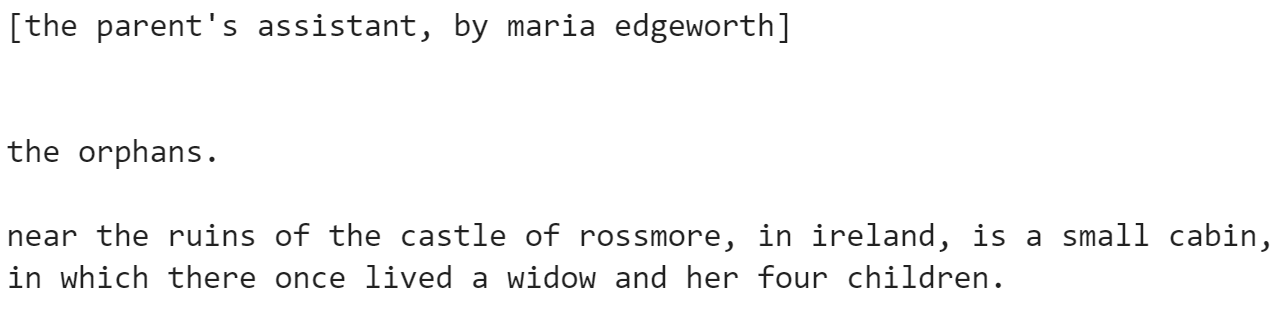 [the parent's assistant, by maria edgeworth]
the orphans.
near the ruins of the castle of rossmore, in ireland, is a small cabin,
in which there once lived a widow and her four children.